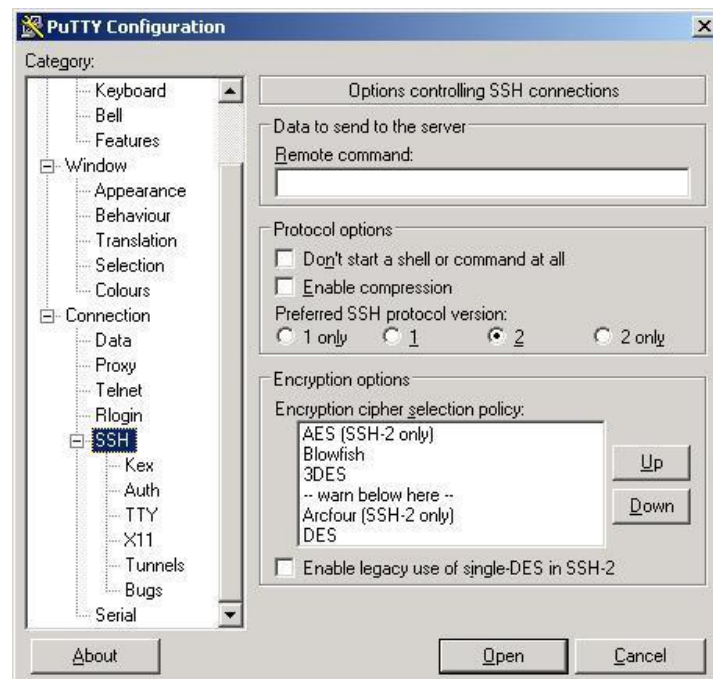 PuTTY Configuration
Category:
Keyboard
Bell
Features
Window
Appearance
Behaviour
Translation
Selection
Colours
Connection
Data
Proxy
Telnet
Rlogin
SSH
Kex
Auth
TTY
X11
Tunnels
Bugs
Serial
Options controlling SSH connections
Data to send to the server
Remote command:
Protocol options
Don't start a shell or command at all
Enable compression
Preferred SSH protocol version:
1 only 1 2 2 only
Encryption options
Encryption cipher selection policy:
AES (SSH-2 only)
Blowfish
3DES
-- warn below here --
Arcfour (SSH-2 only)
DES
Up
Down
Enable legacy use of single-DES in SSH-2
About
Open
Cancel